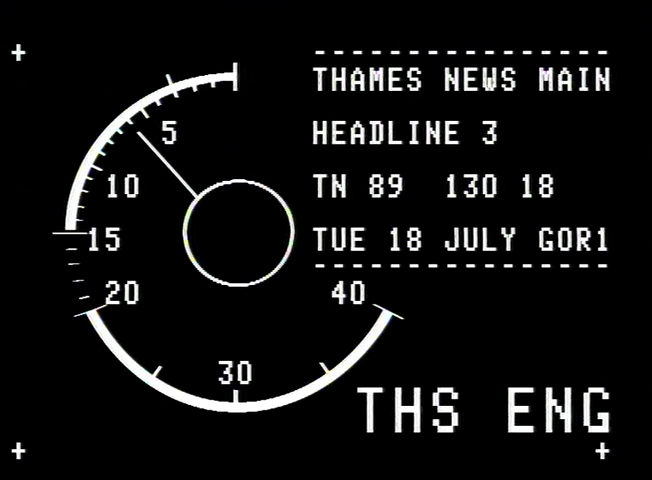 THAMES NEWS MAIN
HEADLINE 3
TN 89 130 18
TUE 18 JULY GOR1
5
10
15
20
30
40
THS ENG